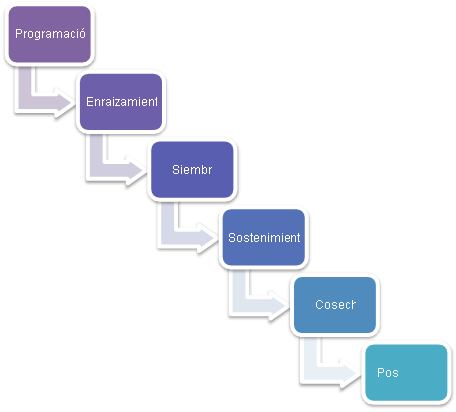 Programació
Enraizamient
Siembr
Sostenimient
Cosech
Pos